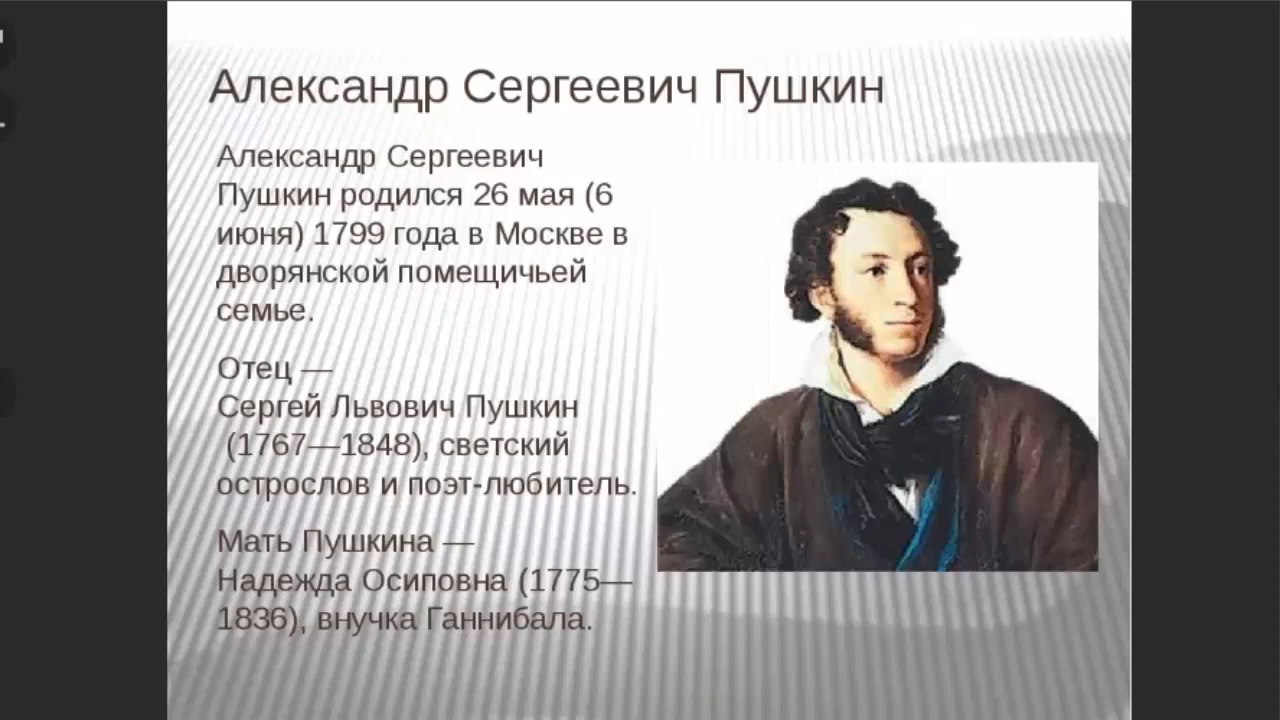 Александр Сергеевич Пушкин
Александр Сергеевич
Пушкин родился 26 мая (6
июня) 1799 года в Москве в
дворянской помещичьей
семье.
Отец —
Сергей Львович Пушкин
(1767—1848), светский
острослов и поэт-любитель.
Мать Пушкина —
Надежда Осиповна (1775—
1836), внучка Ганнибала.